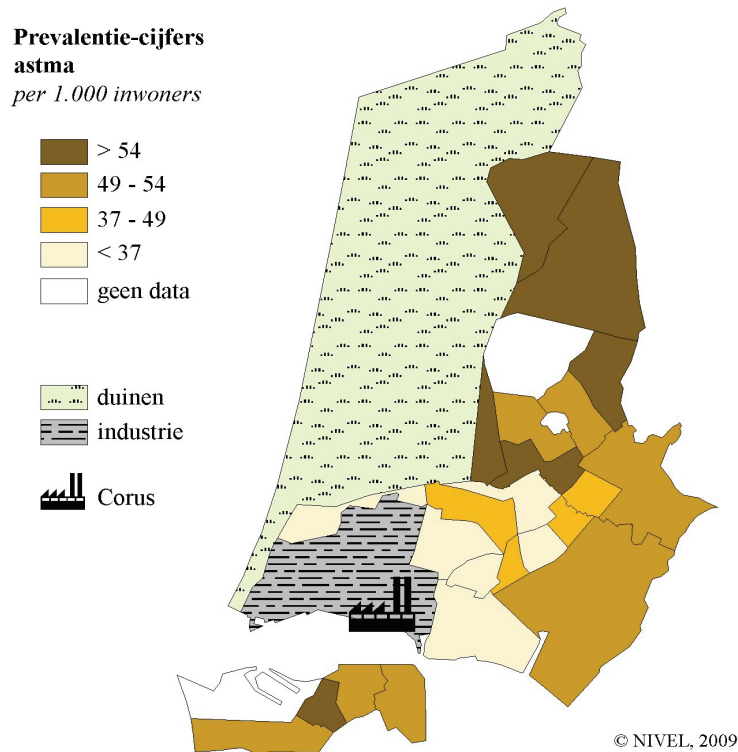 Prevalentie-cijfers
astma
per 1.000 inwoners
> 54
49 - 54
37 - 49
< 37
geen data
duinen
industrie
Corus
© NIVEL, 2009